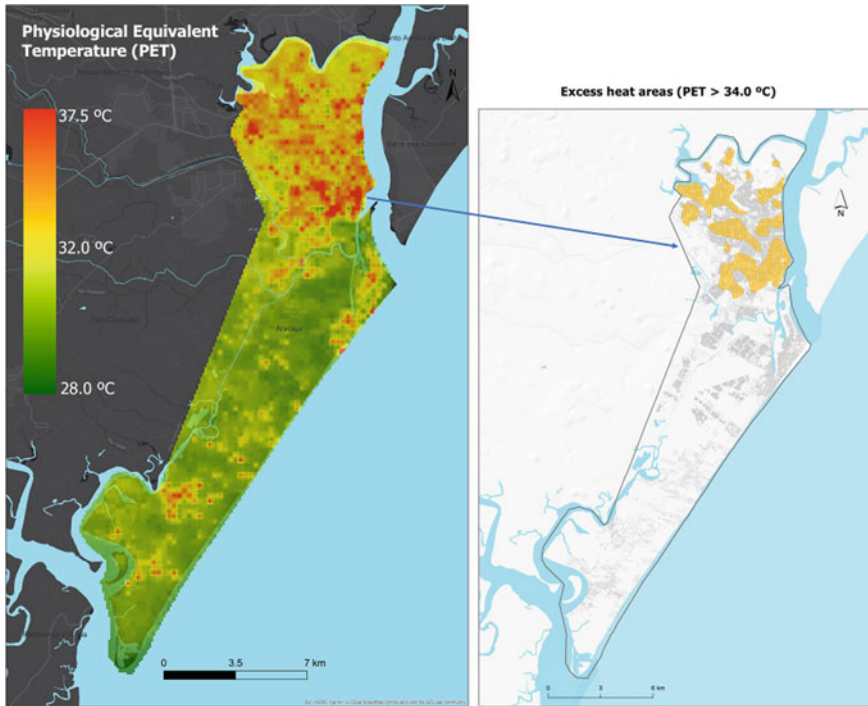 Physiological Equivalent
Temperature (PET)
N
37.5 ºC
32.0 ºC
28.0 ºC
Aracaju
0 3.5 7 km
Excess heat areas (PET > 34.0 ºC)
N
0 3 6 km